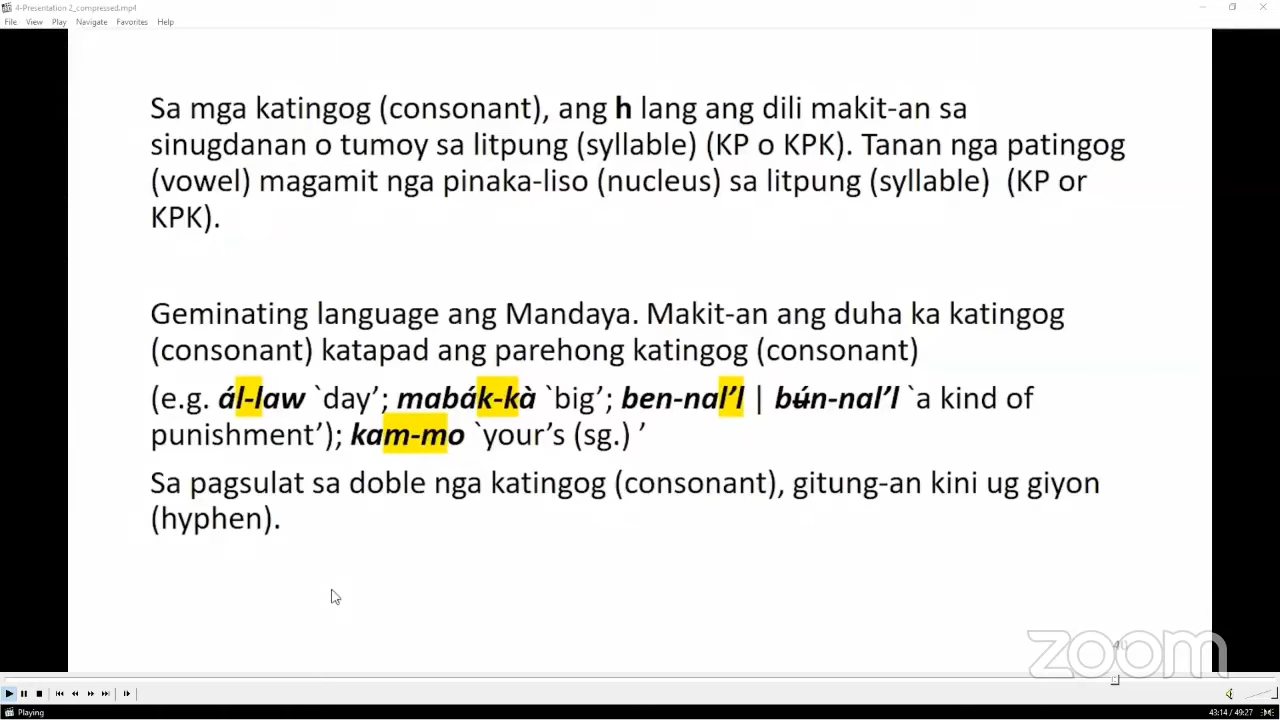 4-Presentation 2_compressed.mp4
File View Play Navigate Favorites Help
Sa mga katingog (consonant), ang h lang ang dili makit-an sa
sinugdanan o tumoy sa litpung (syllable) (KP o KPK). Tanan nga patingog
(vowel) magamit nga pinaka-liso (nucleus) sa litpung (syllable) (KP or
KPK).
Geminating language ang Mandaya. Makit-an ang duha ka katingog
(consonant) katapad ang parehong katingog (consonant)
(e.g. ál-law `day’; mabák-kà `big’; ben-nal’l | bʉ́n-nal’l `a kind of
punishment’); kam-mo `your’s (sg.) ’
Sa pagsulat sa doble nga katingog (consonant), gitung-an kini ug giyon
(hyphen).
zoom
Playing
43:14 / 49:27